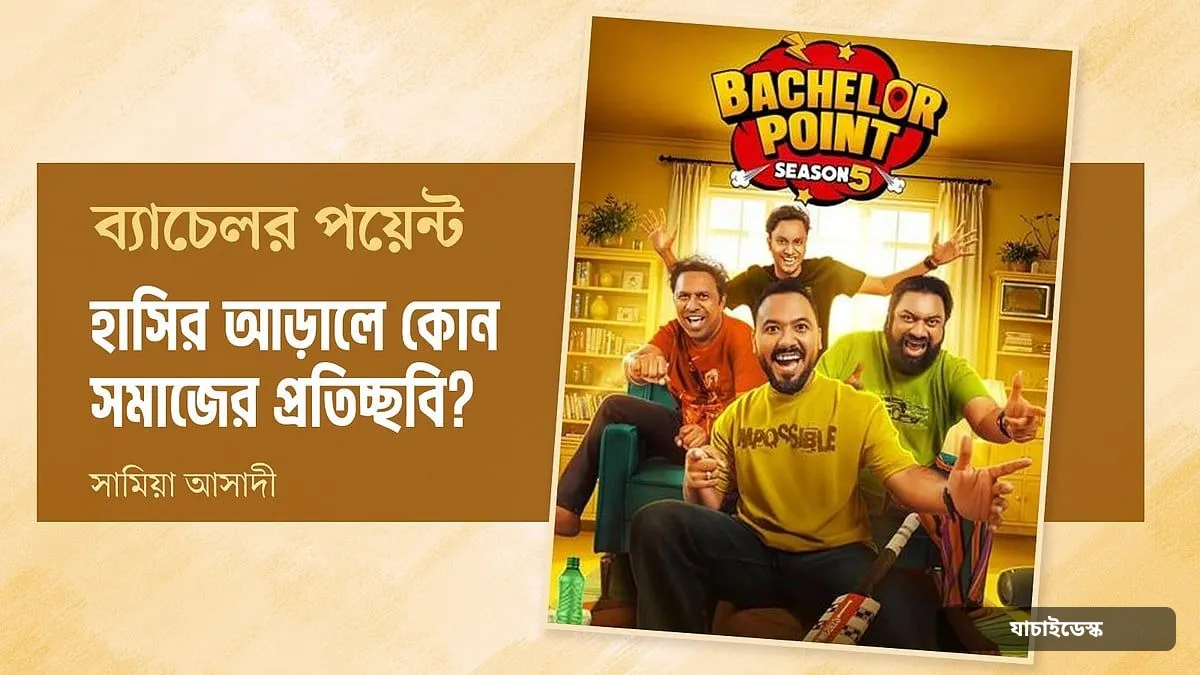 ব্যাচেলর পয়েন্ট
হাসির আড়ালে কোন
সমাজের প্রতিচ্ছবি?
সামিয়া আসাদী
BACHELOR
POINT
SEASON 5
IMPOSSIBLE
যাচাইডেস্ক